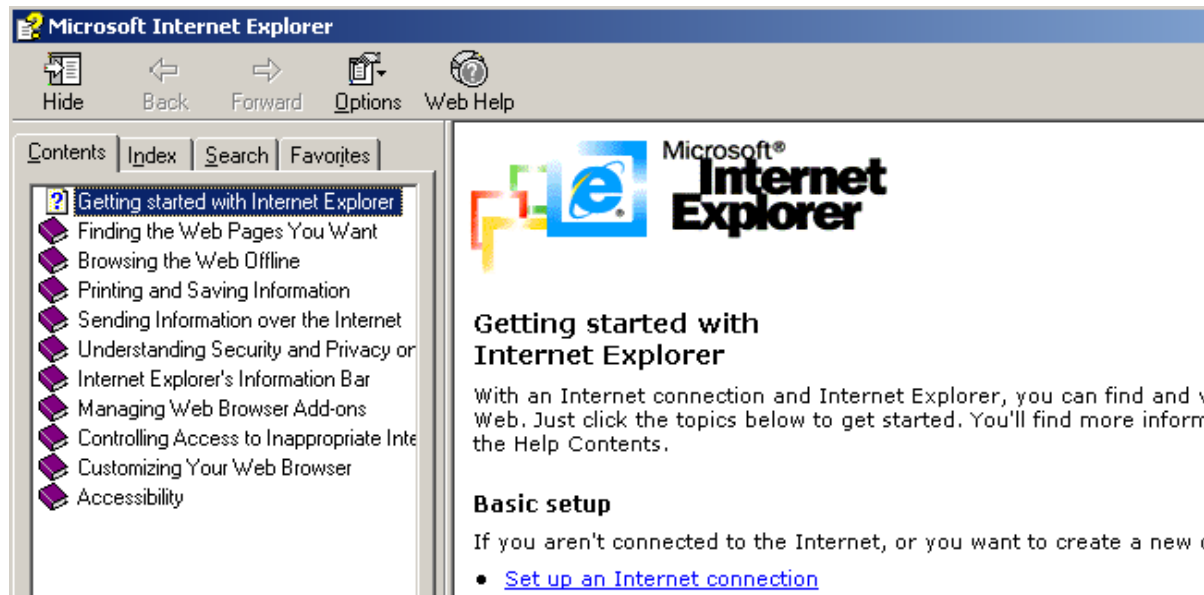 Microsoft Internet Explorer
Hide Back Forward Options Web Help
Contents Index Search Favorites
Getting started with Internet Explorer
Finding the Web Pages You Want
Browsing the Web Offline
Printing and Saving Information
Sending Information over the Internet
Understanding Security and Privacy
Internet Explorer's Information Bar
Managing Web Browser Add-ons
Controlling Access to Inappropriate
Customizing Your Web Browser
Accessibility
Microsoft®
Internet
Explorer
Getting started with
Internet Explorer
With an Internet connection and Internet Explorer, you can find and
Web. Just click the topics below to get started. You'll find more
the Help Contents.
Basic setup
If you aren't connected to the Internet, or you want to create a new
• Set up an Internet connection